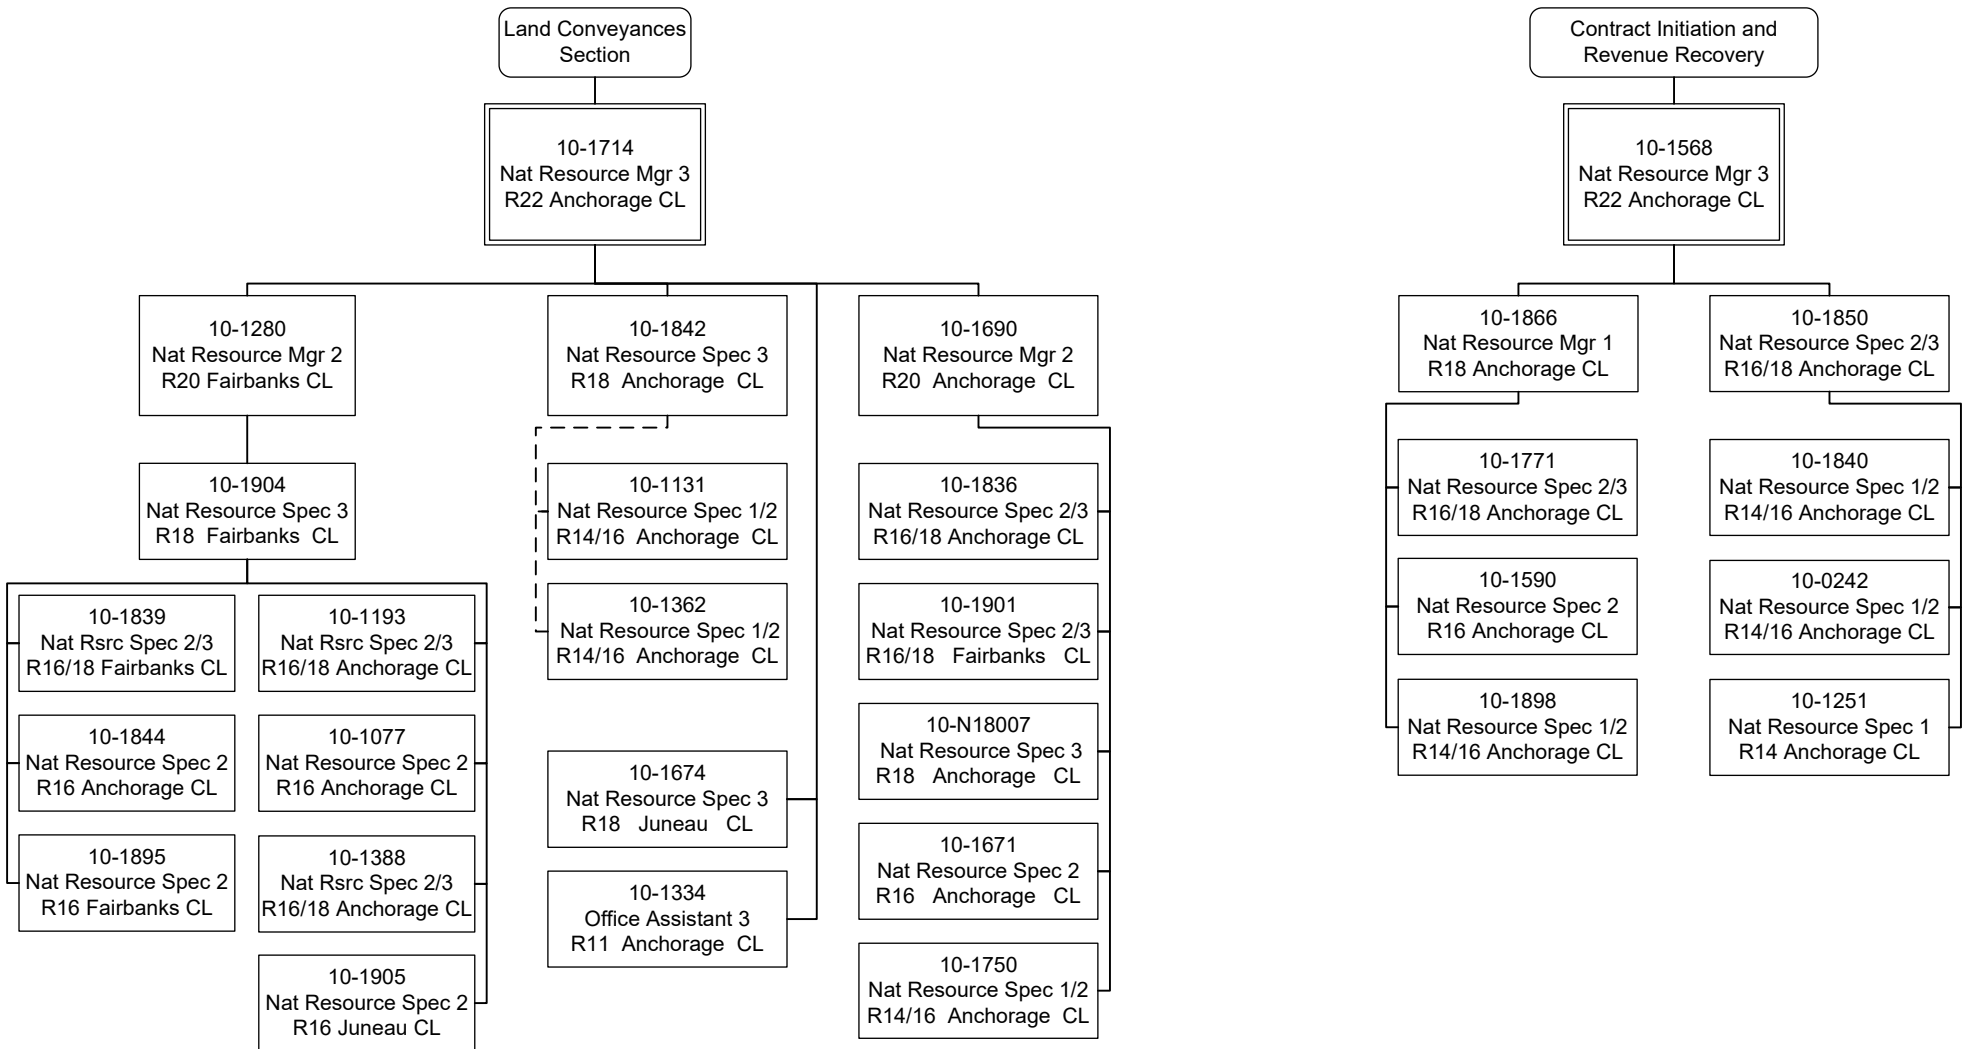 Land Conveyances
Section
10-1714
Nat Resource Mgr 3
R22 Anchorage CL
10-1280
Nat Resource Mgr 2
R20 Fairbanks CL
10-1904
Nat Resource Spec 3
R18 Fairbanks CL
10-1839
Nat Rsrc Spec 2/3
R16/18 Fairbanks CL
10-1844
Nat Resource Spec 2
R16 Anchorage CL
10-1895
Nat Resource Spec 2
R16 Fairbanks CL
10-1193
Nat Rsrc Spec 2/3
R16/18 Anchorage CL
10-1077
Nat Resource Spec 2
R16 Anchorage CL
10-1388
Nat Rsrc Spec 2/3
R16/18 Anchorage CL
10-1905
Nat Resource Spec 2
R16 Juneau CL
10-1842
Nat Resource Spec 3
R18 Anchorage CL
10-1131
Nat Resource Spec 1/2
R14/16 Anchorage CL
10-1362
Nat Resource Spec 1/2
R14/16 Anchorage CL
10-1674
Nat Resource Spec 3
R18 Juneau CL
10-1334
Office Assistant 3
R11 Anchorage CL
10-1690
Nat Resource Mgr 2
R20 Anchorage CL
10-1836
Nat Resource Spec 2/3
R16/18 Anchorage CL
10-1901
Nat Resource Spec 2/3
R16/18 Fairbanks CL
10-N18007
Nat Resource Spec 3
R18 Anchorage CL
10-1671
Nat Resource Spec 2
R16 Anchorage CL
10-1750
Nat Resource Spec 1/2
R14/16 Anchorage CL
Contract Initiation and
Revenue Recovery
10-1568
Nat Resource Mgr 3
R22 Anchorage CL
10-1866
Nat Resource Mgr 1
R18 Anchorage CL
10-1771
Nat Resource Spec 2/3
R16/18 Anchorage CL
10-1590
Nat Resource Spec 2
R16 Anchorage CL
10-1898
Nat Resource Spec 1/2
R14/16 Anchorage CL
10-1850
Nat Resource Spec 2/3
R16/18 Anchorage CL
10-1840
Nat Resource Spec 1/2
R14/16 Anchorage CL
10-0242
Nat Resource Spec 1/2
R14/16 Anchorage CL
10-1251
Nat Resource Spec 1
R14 Anchorage CL